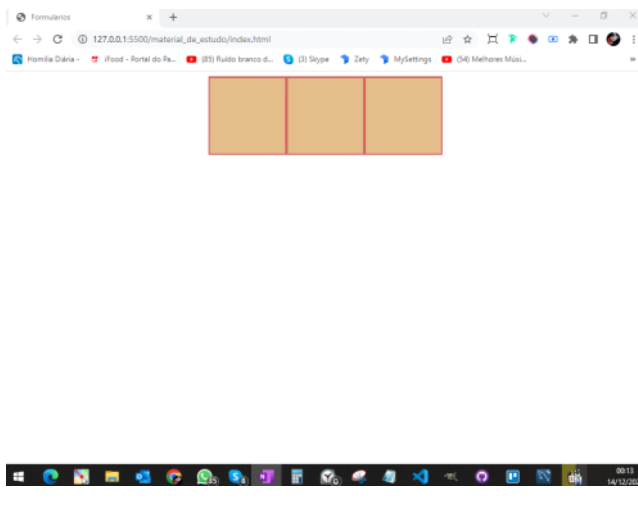 Formularios
127.0.0.1:5500/material_de_estudo/index.html
Homilia Diária - iFood - Portal do Pa... (85) Ruído branco d... (3) Skype Zety MySettings (54) Melhores Músi...
00:13
14/12/202